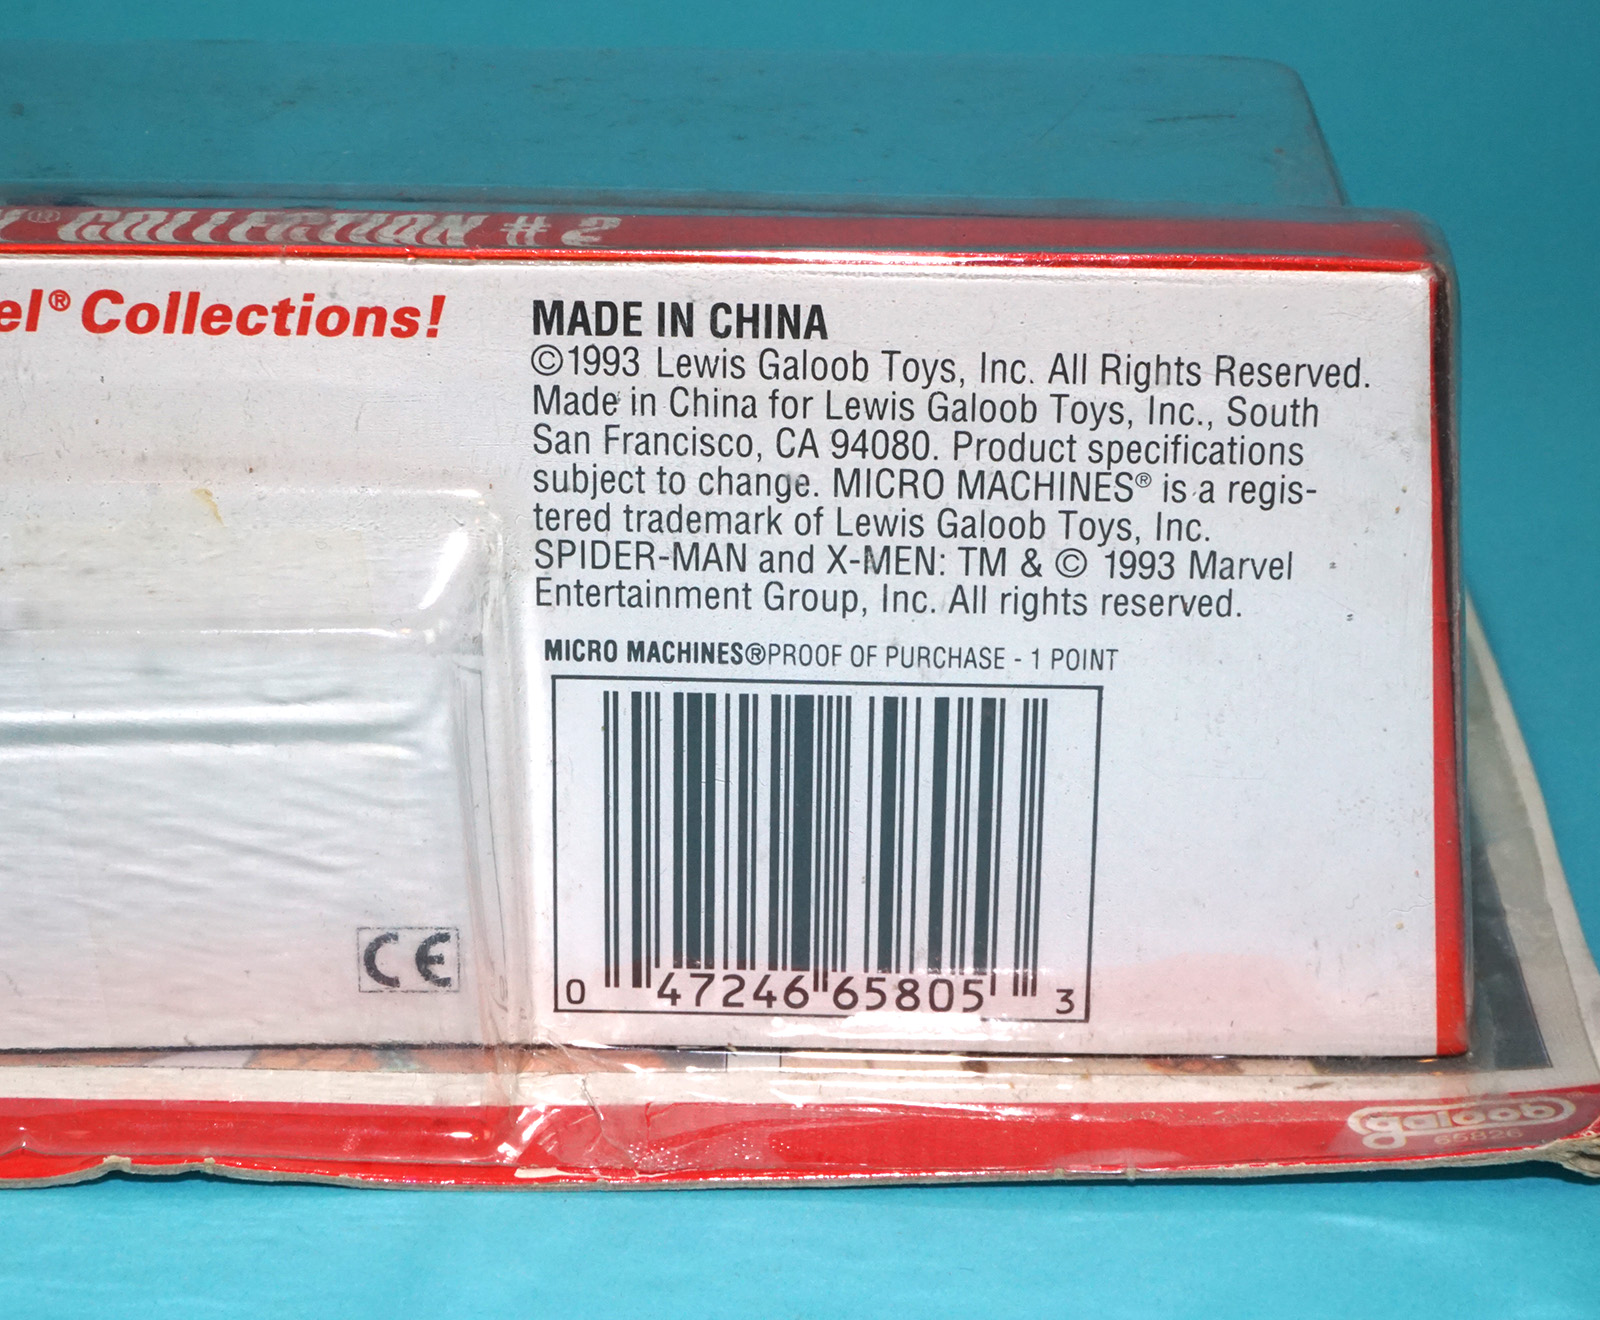 ® COLLECTION # 2
el® Collections!
MADE IN CHINA
©1993 Lewis Galoob Toys, Inc. All Rights Reserved.
Made in China for Lewis Galoob Toys, Inc., South
San Francisco, CA 94080. Product specifications
subject to change. MICRO MACHINES® is a regis-
tered trademark of Lewis Galoob Toys, Inc.
SPIDER-MAN and X-MEN: TM & © 1993 Marvel
Entertainment Group, Inc. All rights reserved.
MICRO MACHINES®PROOF OF PURCHASE - 1 POINT
0 47246 65805 3
CE
galoob
65826